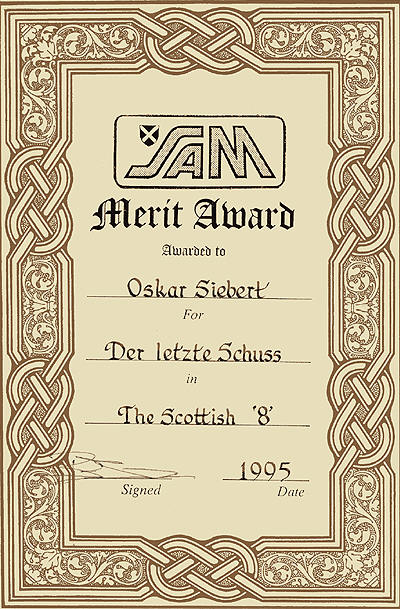 SAM
Merit Award
Awarded to
Oskar Siebert
For
Der letzte Schuss
in
The Scottish '8'
1995
Signed Date